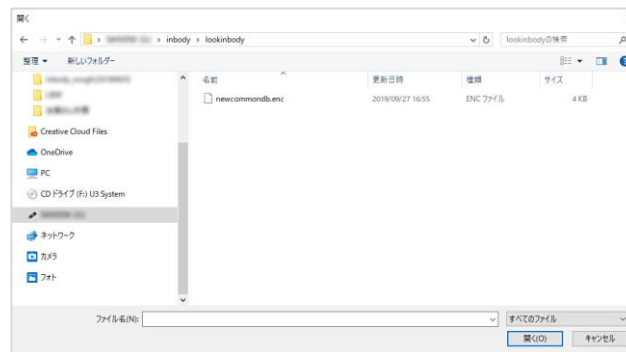 開く
inbody › lookinbody
lookinbodyの検索
整理 ▼ 新しいフォルダー
名前 更新日時 種類 サイズ
newcommondb.enc 2019/09/27 16:55 ENC ファイル 4 KB
Creative Cloud Files
OneDrive
PC
CD ドライブ (F:) U3 System
ネットワーク
カメラ
フォト
ファイル名(N):
すべてのファイル
開く(O) キャンセル